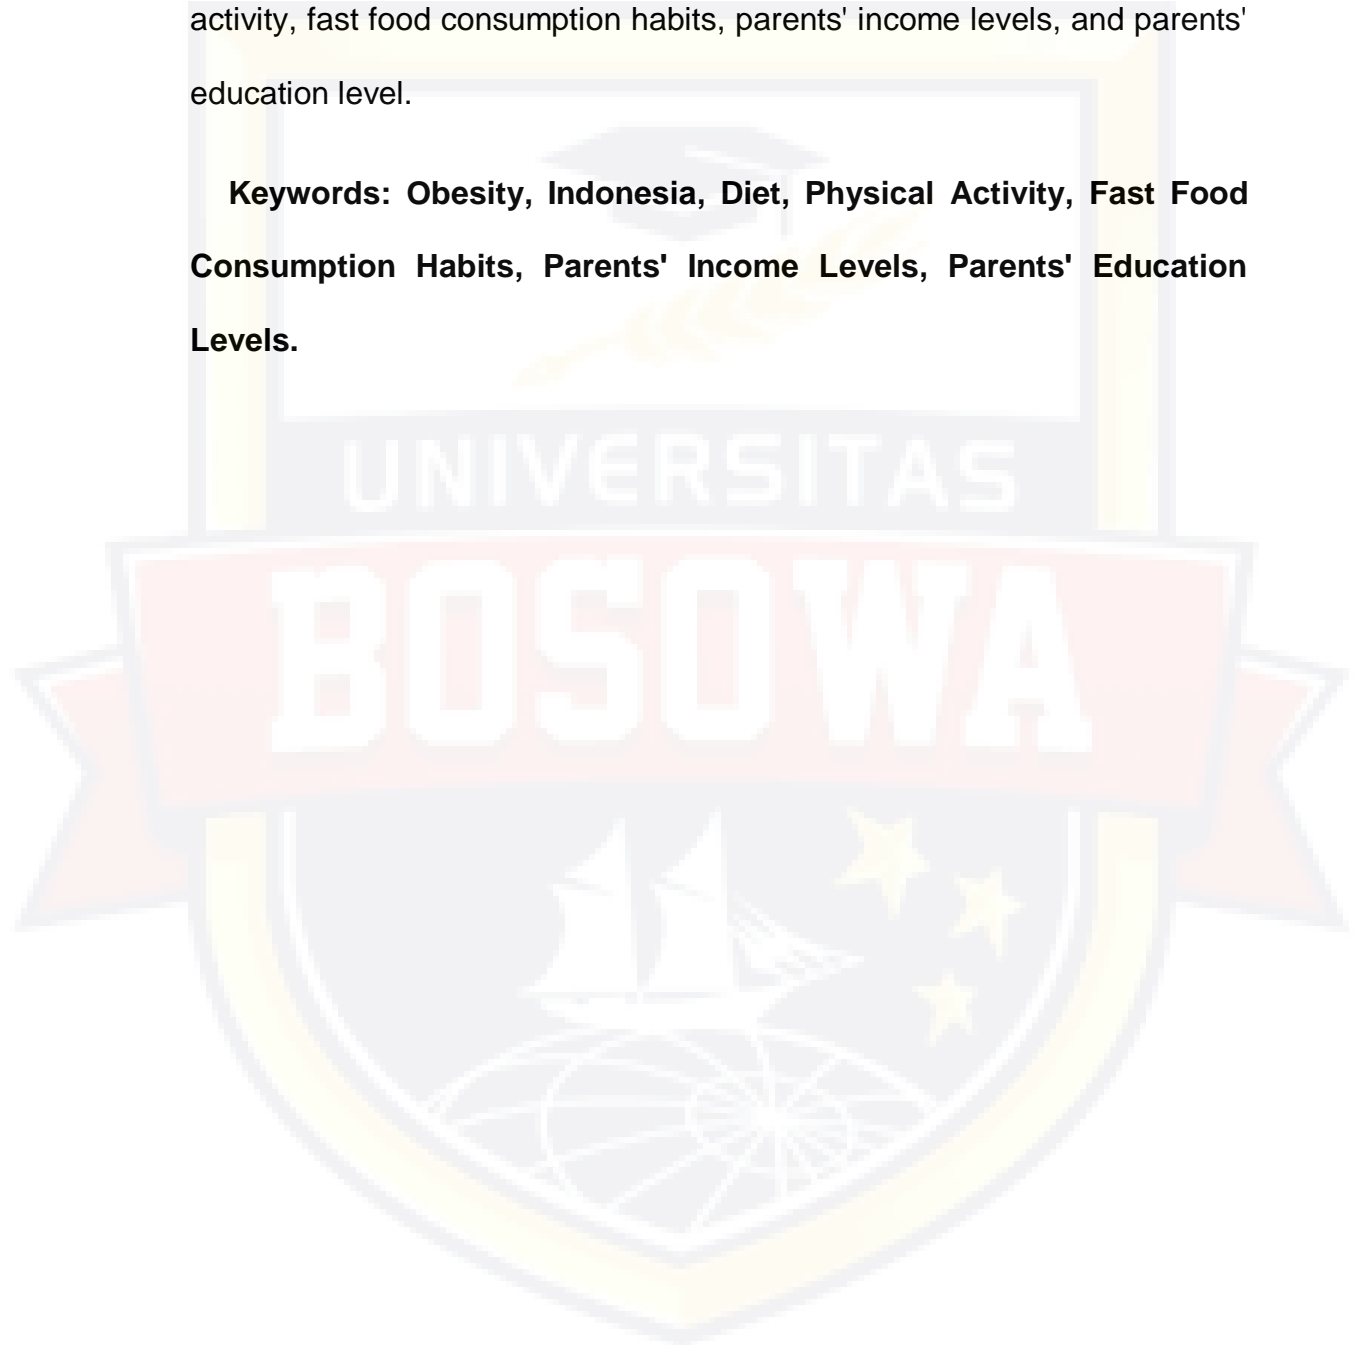 activity, fast food consumption habits, parents' income levels, and parents'
education level.
Keywords: Obesity, Indonesia, Diet, Physical Activity, Fast Food
Consumption Habits, Parents' Income Levels, Parents' Education
Levels.
UNIVERSITAS
BOSOWA